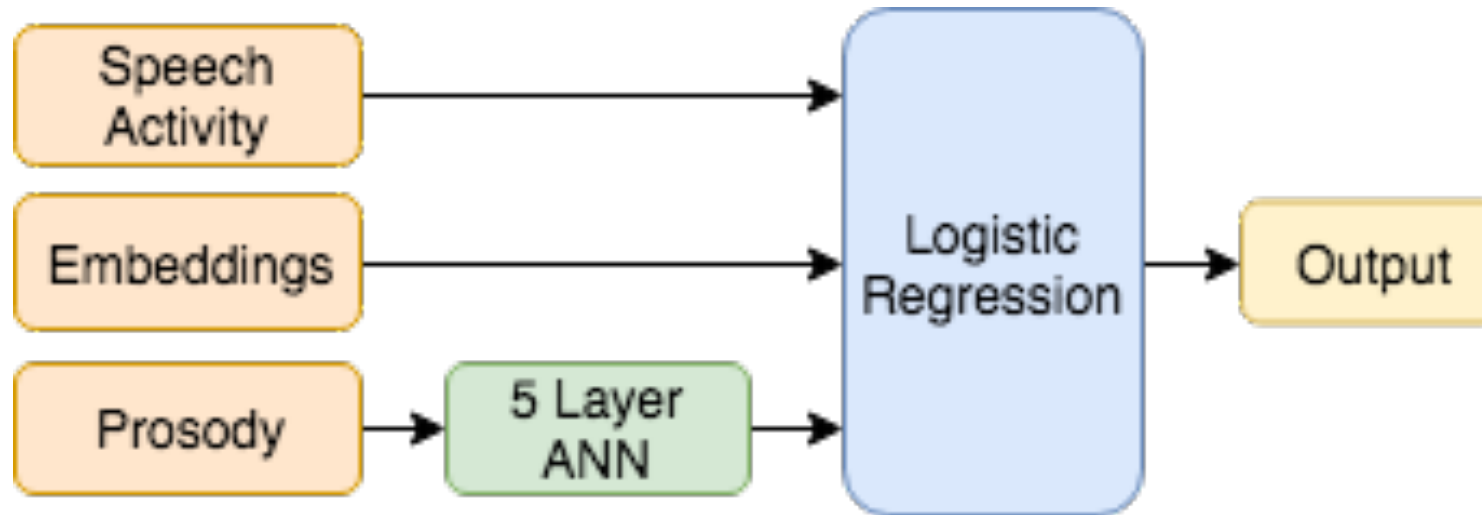 Speech
Activity
Embeddings
Prosody
5 Layer
ANN
Logistic
Regression
Output